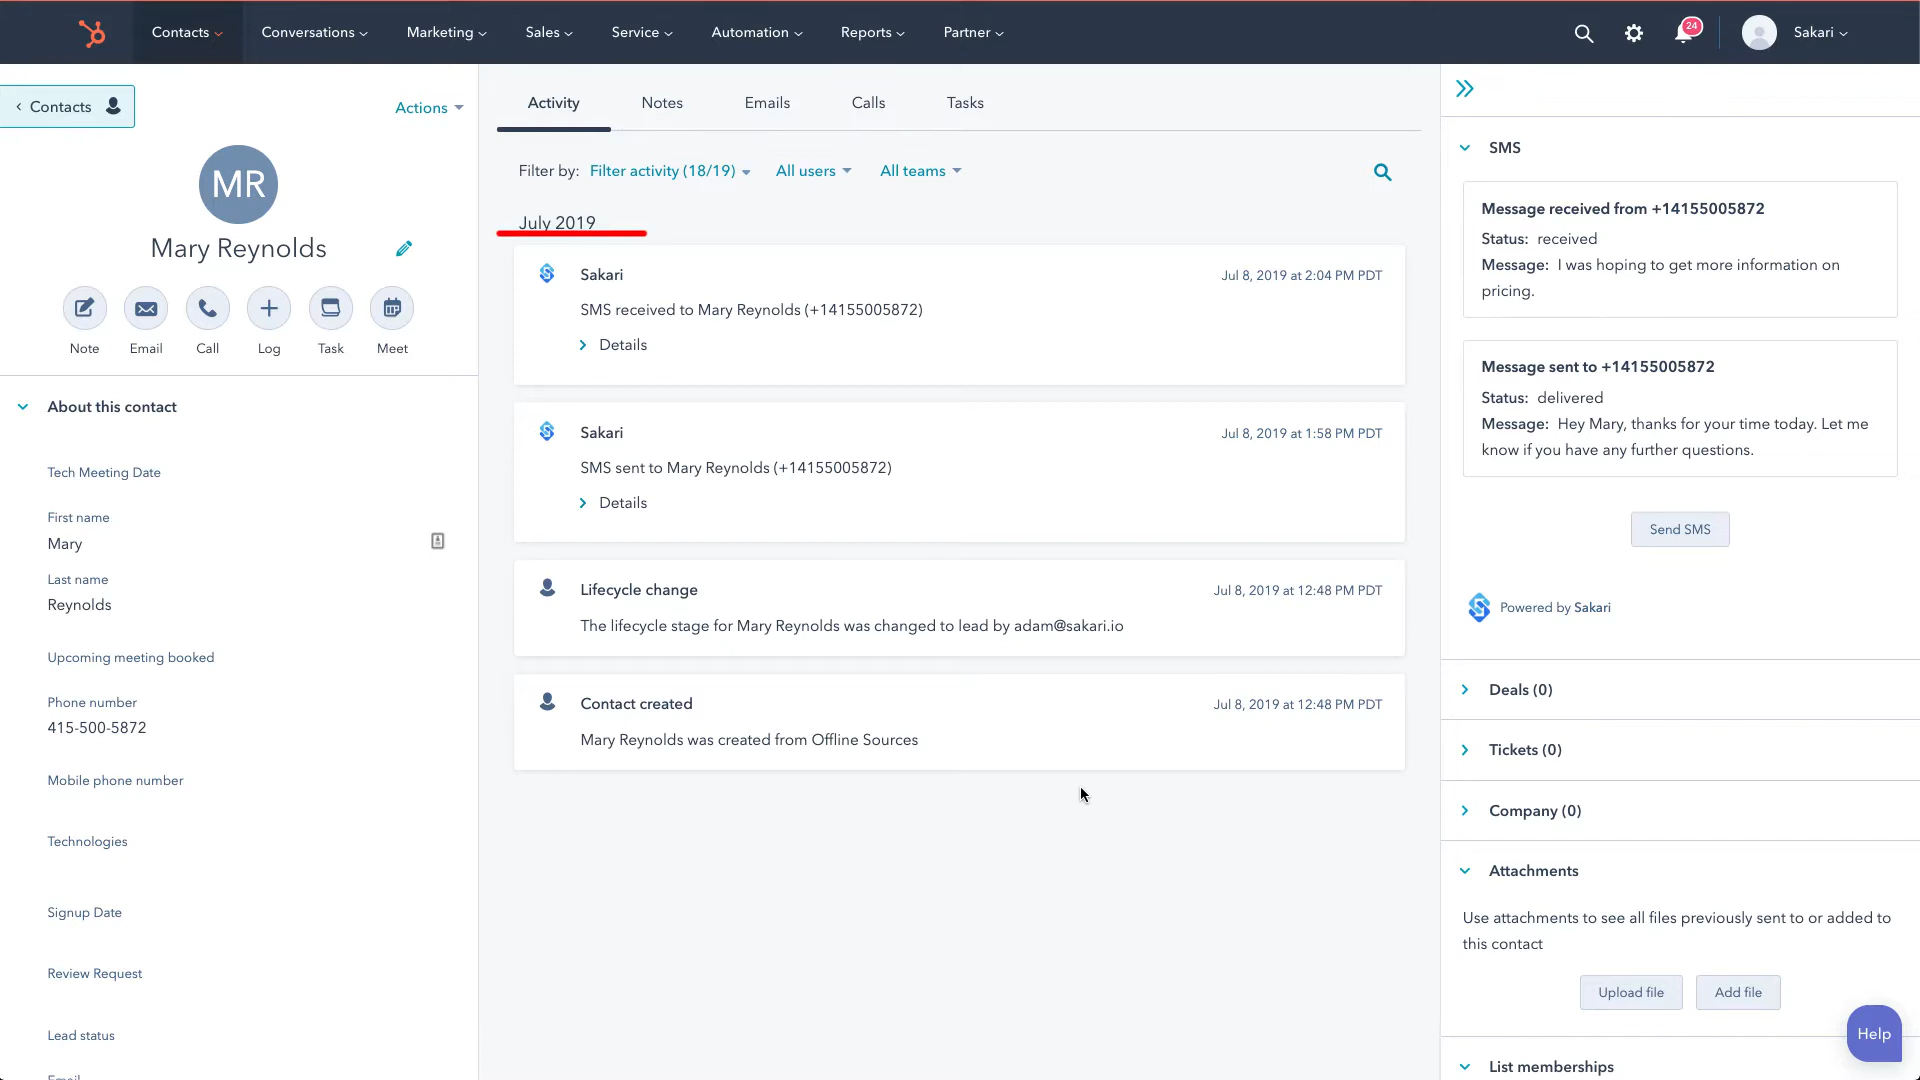 Contacts
Conversations
Marketing
Sales
Service
Automation
Reports
Partner
24
Sakari
Contacts
Actions
MR
Mary Reynolds
Note
Email
Call
Log
Task
Meet
About this contact
Tech Meeting Date
First name
Mary
Last name
Reynolds
Upcoming meeting booked
Phone number
415-500-5872
Mobile phone number
Technologies
Signup Date
Review Request
Lead status
Email
Activity
Notes
Emails
Calls
Tasks
Filter by: Filter activity (18/19) All users All teams
July 2019
Sakari
Jul 8, 2019 at 2:04 PM PDT
SMS received to Mary Reynolds (+14155005872)
Details
Sakari
Jul 8, 2019 at 1:58 PM PDT
SMS sent to Mary Reynolds (+14155005872)
Details
Lifecycle change
Jul 8, 2019 at 12:48 PM PDT
The lifecycle stage for Mary Reynolds was changed to lead by adam@sakari.io
Contact created
Jul 8, 2019 at 12:48 PM PDT
Mary Reynolds was created from Offline Sources
SMS
Message received from +14155005872
Status: received
Message: I was hoping to get more information on
pricing.
Message sent to +14155005872
Status: delivered
Message: Hey Mary, thanks for your time today. Let me
know if you have any further questions.
Send SMS
Powered by Sakari
Deals (0)
Tickets (0)
Company (0)
Attachments
Use attachments to see all files previously sent to or added to
this contact
Upload file
Add file
Help
List memberships